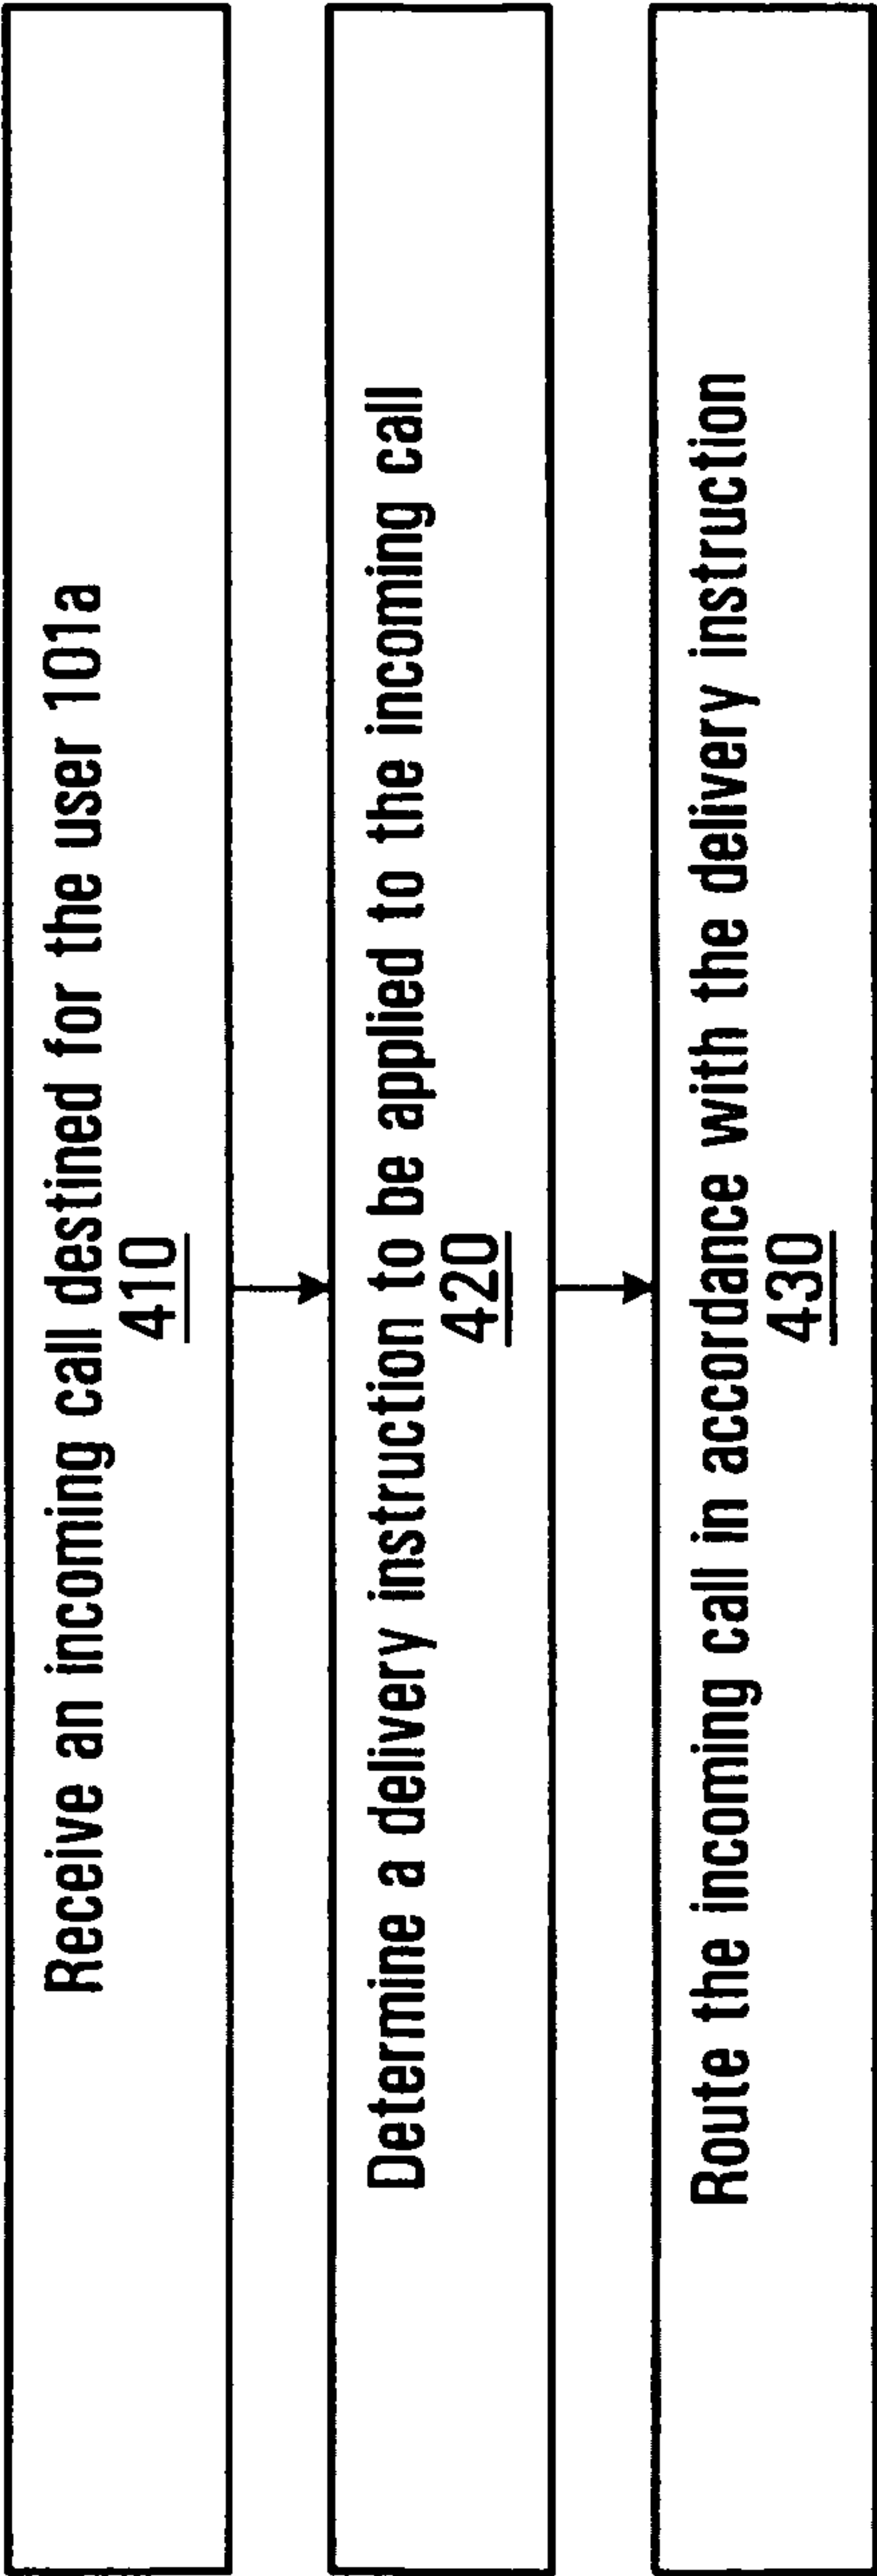 Receive an incoming call destined for the user 101a
410
Determine a delivery instruction to be applied to the incoming call
420
Route the incoming call in accordance with the delivery instruction
430